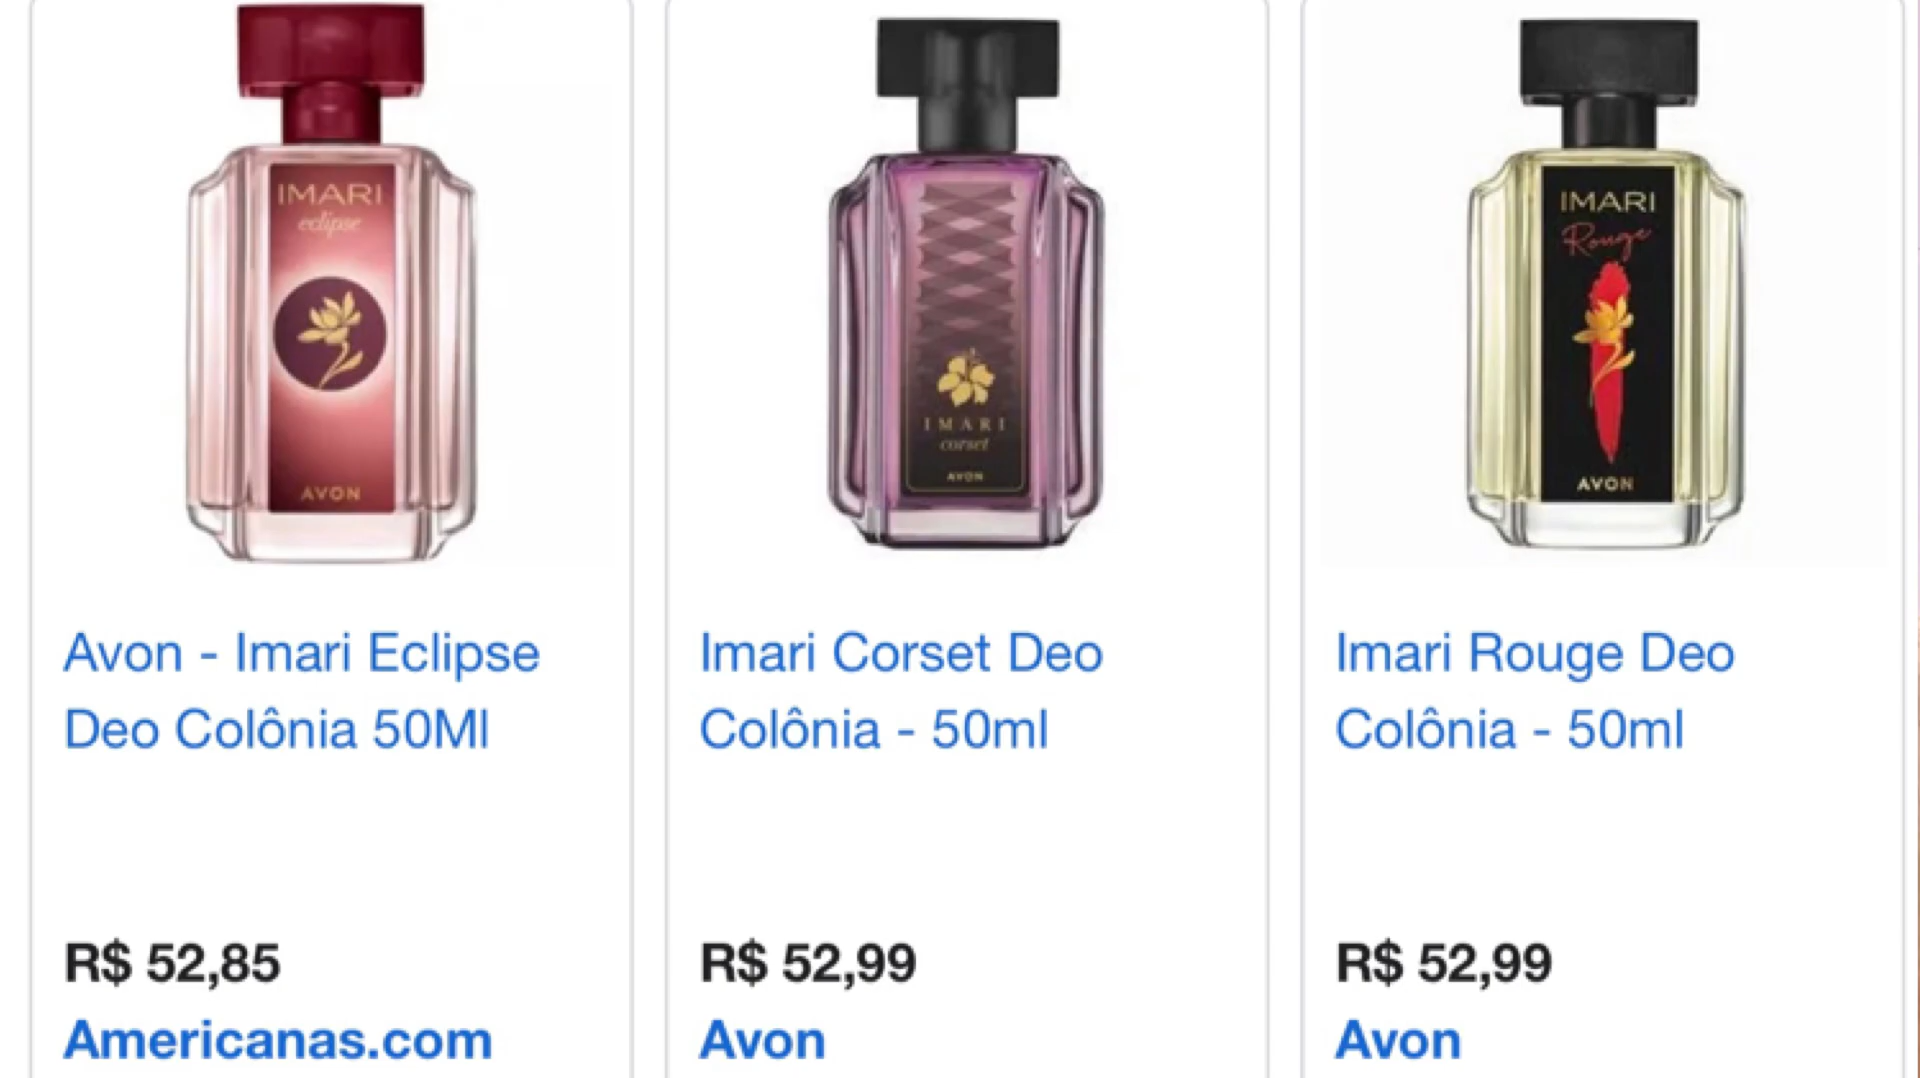 IMARI
eclipse
AVON
IMARI
corset
AVON
IMARI
Rouge
AVON
Avon - Imari Eclipse
Deo Colônia 50Ml
R$ 52,85
Americanas.com
Imari Corset Deo
Colônia - 50ml
R$ 52,99
Avon
Imari Rouge Deo
Colônia - 50ml
R$ 52,99
Avon